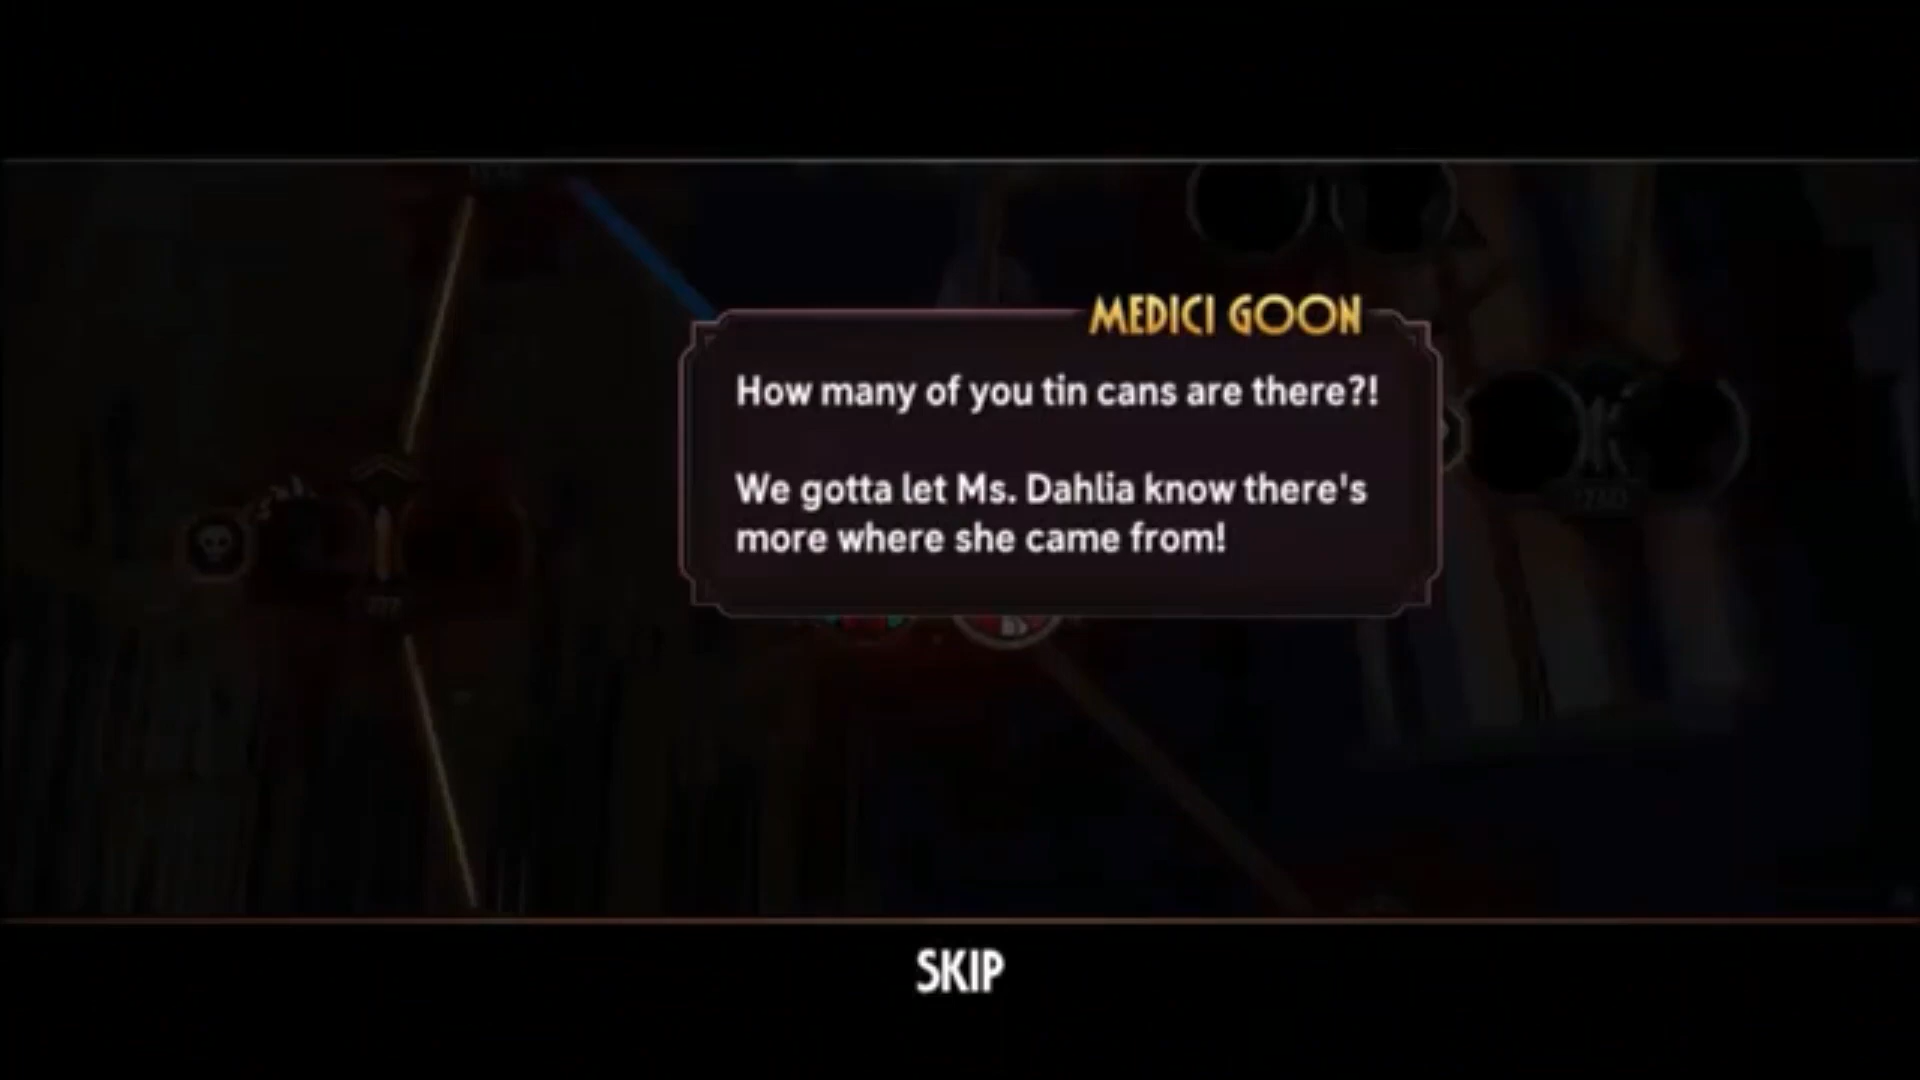 MEDICI GOON
How many of you tin cans are there?!
We gotta let Ms. Dahlia know there's
more where she came from!
SKIP